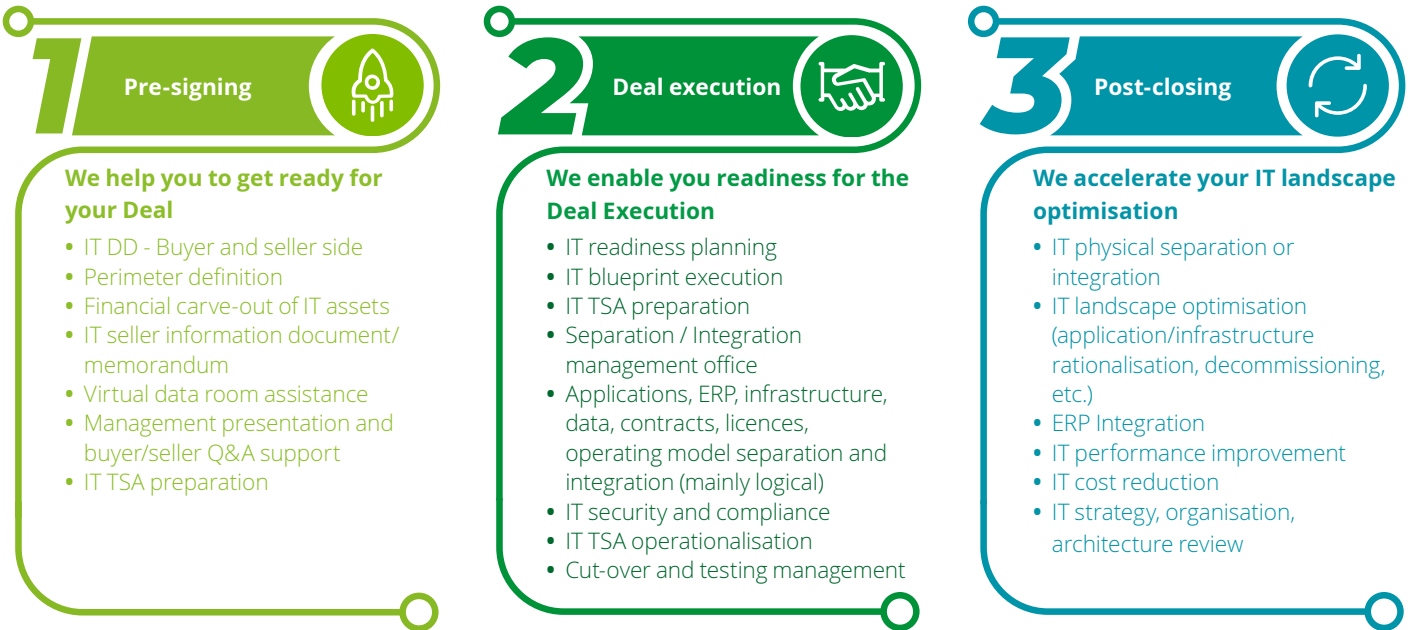 1
Pre-signing
We help you to get ready for
your Deal
• IT DD - Buyer and seller side
• Perimeter definition
• Financial carve-out of IT assets
• IT seller information document/
memorandum
• Virtual data room assistance
• Management presentation and
buyer/seller Q&A support
• IT TSA preparation
2
Deal execution
We enable you readiness for the
Deal Execution
• IT readiness planning
• IT blueprint execution
• IT TSA preparation
• Separation / Integration
management office
• Applications, ERP, infrastructure,
data, contracts, licences,
operating model separation and
integration (mainly logical)
• IT security and compliance
• IT TSA operationalisation
• Cut-over and testing management
3
Post-closing
We accelerate your IT landscape
optimisation
• IT physical separation or
integration
• IT landscape optimisation
(application/infrastructure
rationalisation, decommissioning,
etc.)
• ERP Integration
• IT performance improvement
• IT cost reduction
• IT strategy, organisation,
architecture review